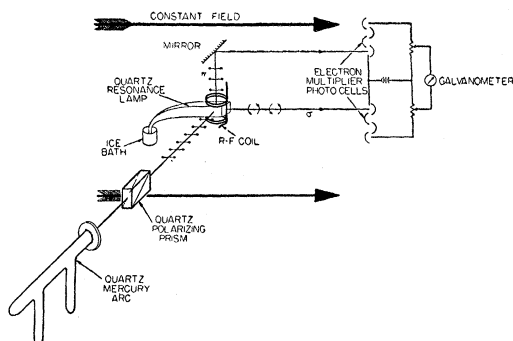 CONSTANT FIELD
MIRROR
π
QUARTZ
RESONANCE
LAMP
ELECTRON
MULTIPLIER
PHOTO CELLS
GALVANOMETER
σ
ICE
BATH
R-F COIL
QUARTZ
POLARIZING
PRISM
QUARTZ
MERCURY
ARC